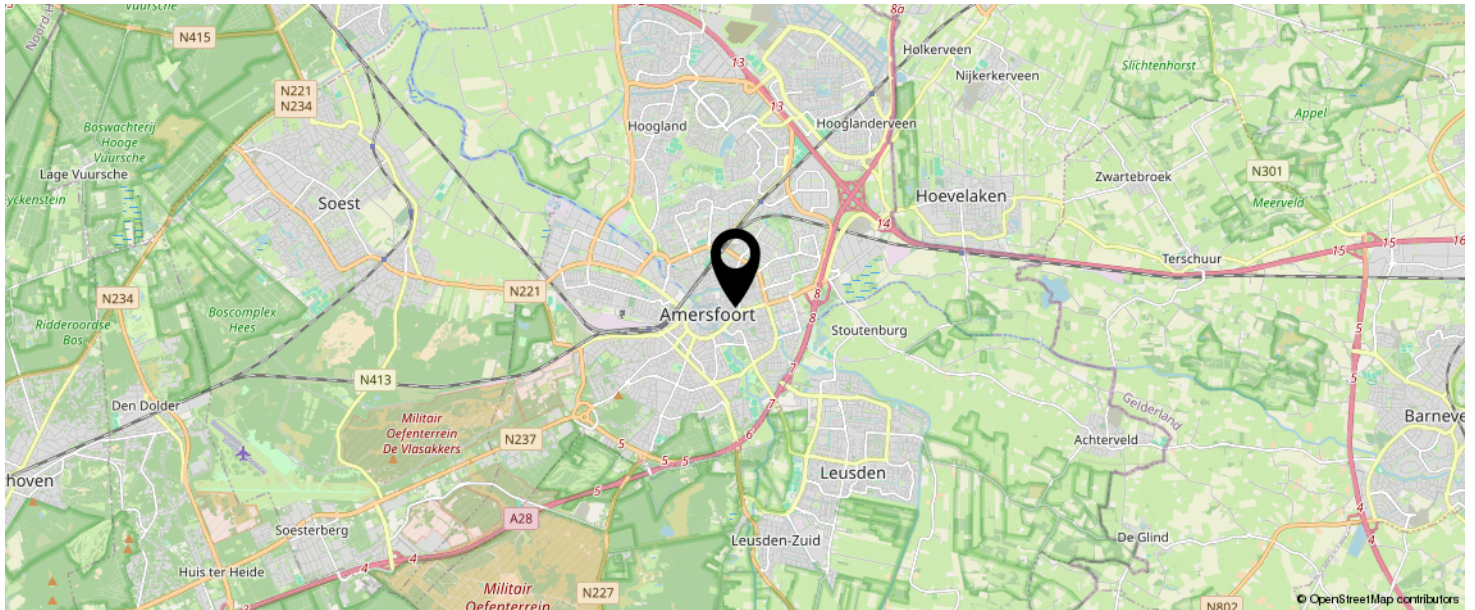 Vuursche
N415
Noord-H
8a
Holkerveen
Nijkerkerveen
Slichtenhorst
13
N221
N234
13
Appel
Boswachterij
Hooge
Vuursche
Hoogland
Hooglanderveen
Lage Vuursche
Zwartebroek
N301
Soest
Hoevelaken
Meerveld
14
15
15
16
Terschuur
N234
N221
8
Boscomplex
Hees
Ridderoordse
Bos
Amersfoort
8
Stoutenburg
5
N413
7
5
Den Dolder
7
Gelderland
Militair
Oefenterrein
De Vlasakkers
Barneve
N237
5
6
Achterveld
5
5
hoven
5
Leusden
A28
4
Soesterberg
Leusden-Zuid
De Glind
4
4
4
Huis ter Heide
Militair
Oefenterrein
N227
N802
© OpenStreetMap contributors